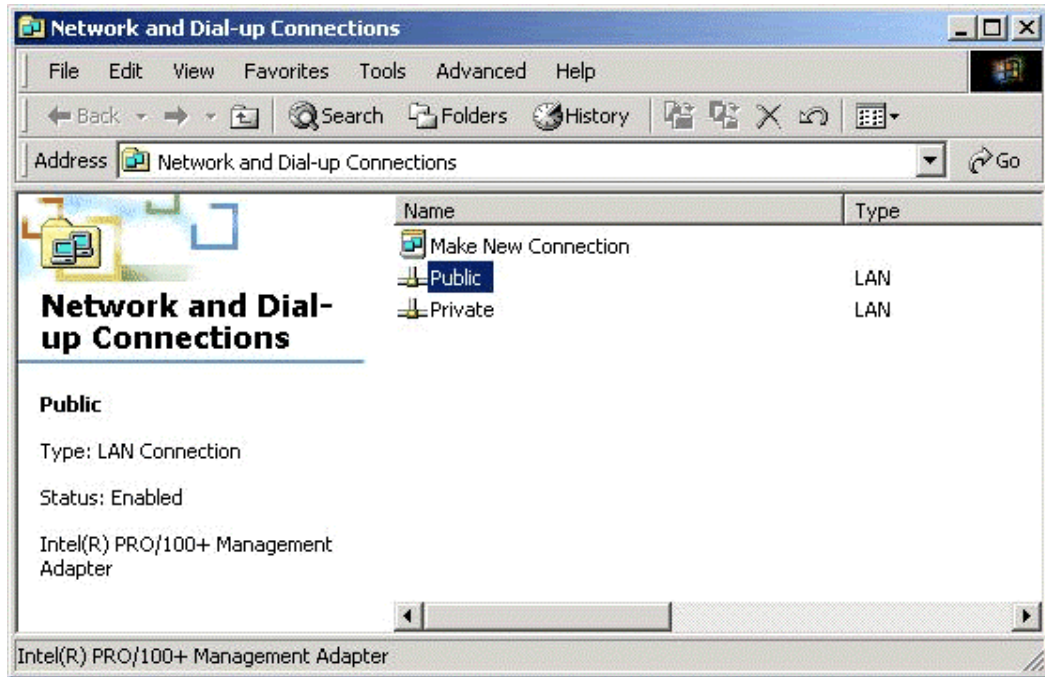 Network and Dial-up Connections
File Edit View Favorites Tools Advanced Help
Back Search Folders History
Address Network and Dial-up Connections Go
Name Type
Make New Connection
Public LAN
Private LAN
Network and Dial-
up Connections
Public
Type: LAN Connection
Status: Enabled
Intel(R) PRO/100+ Management
Adapter
Intel(R) PRO/100+ Management Adapter